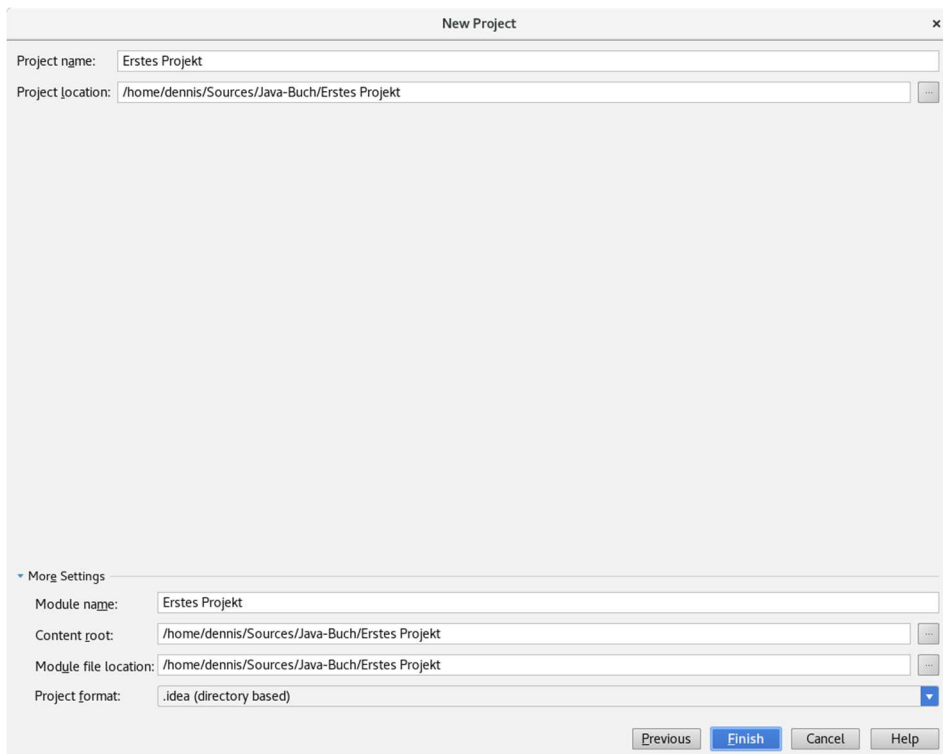 New Project ×
Project name: Erstes Projekt
Project location: /home/dennis/Sources/Java-Buch/Erstes Projekt ...
More Settings
Module name: Erstes Projekt
Content root: /home/dennis/Sources/Java-Buch/Erstes Projekt ...
Module file location: /home/dennis/Sources/Java-Buch/Erstes Projekt ...
Project format: .idea (directory based)
Previous Finish Cancel Help